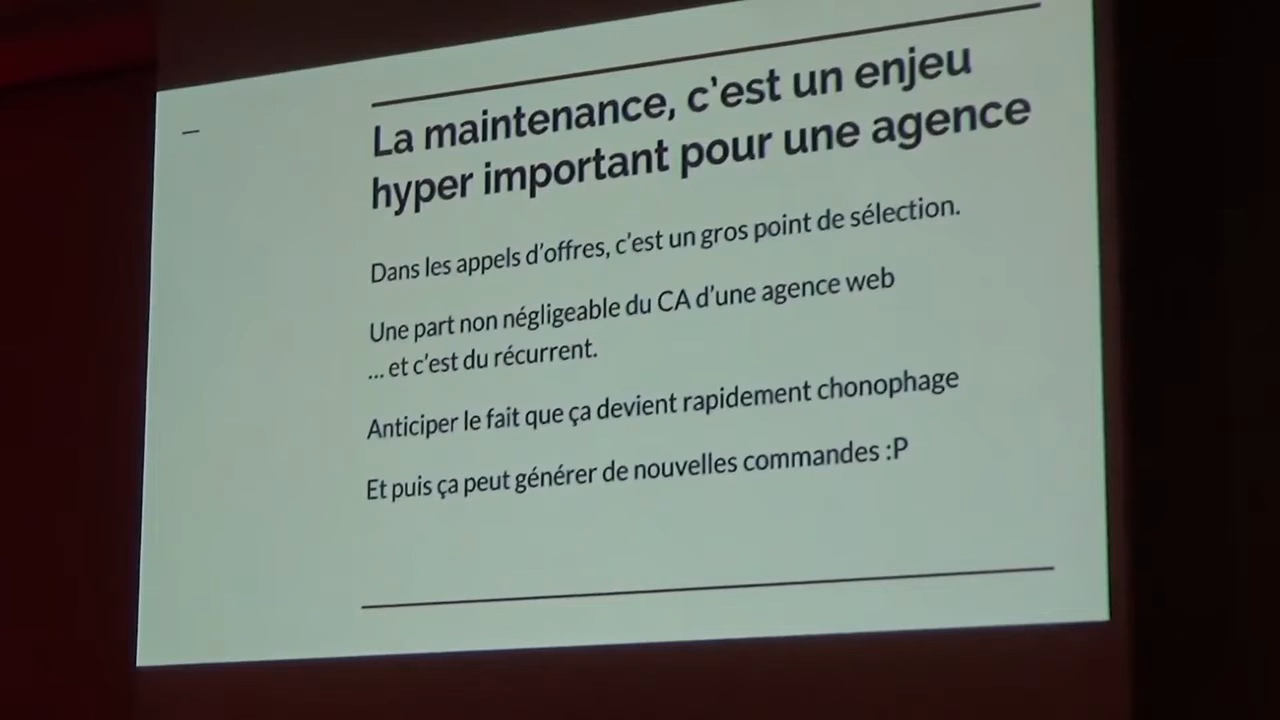 La maintenance, c’est un enjeu
hyper important pour une agence
Dans les appels d’offres, c’est un gros point de sélection.
Une part non négligeable du CA d’une agence web
... et c’est du récurrent.
Anticiper le fait que ça devient rapidement chonophage
Et puis ça peut générer de nouvelles commandes :P